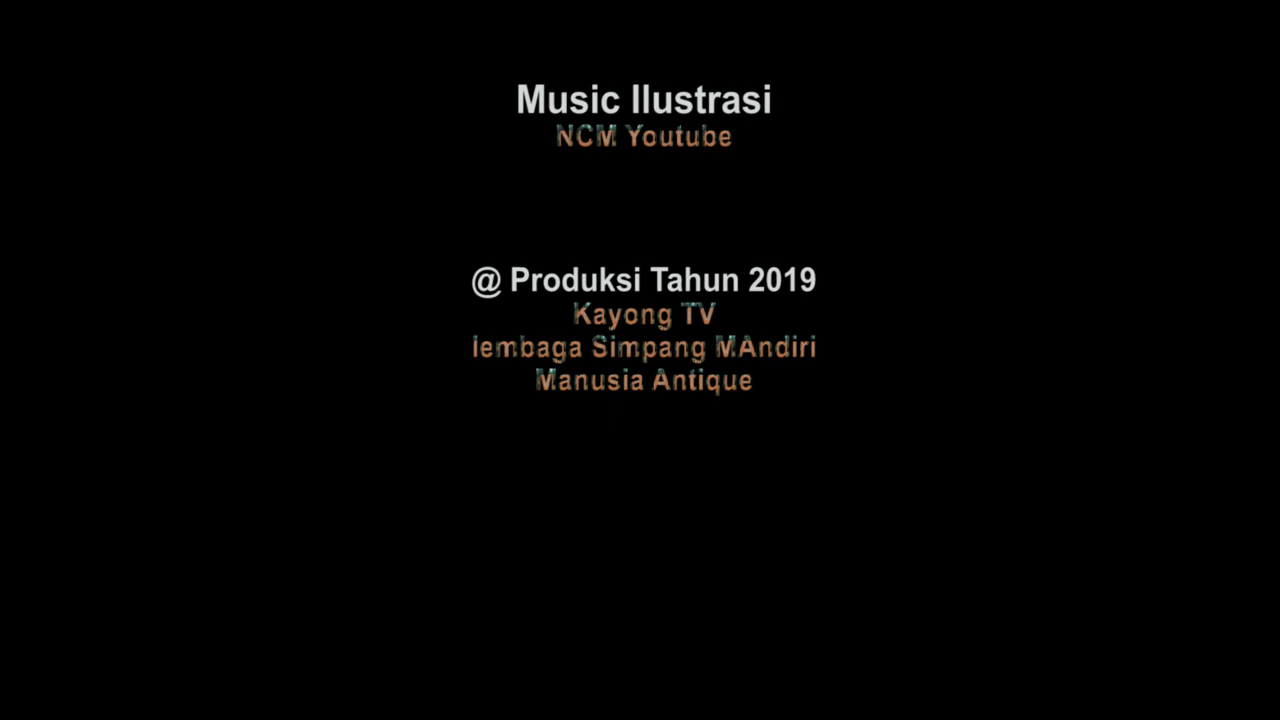 Music Ilustrasi
NCM Youtube
@ Produksi Tahun 2019
Kayong TV
lembaga Simpang MAndiri
Manusia Antique